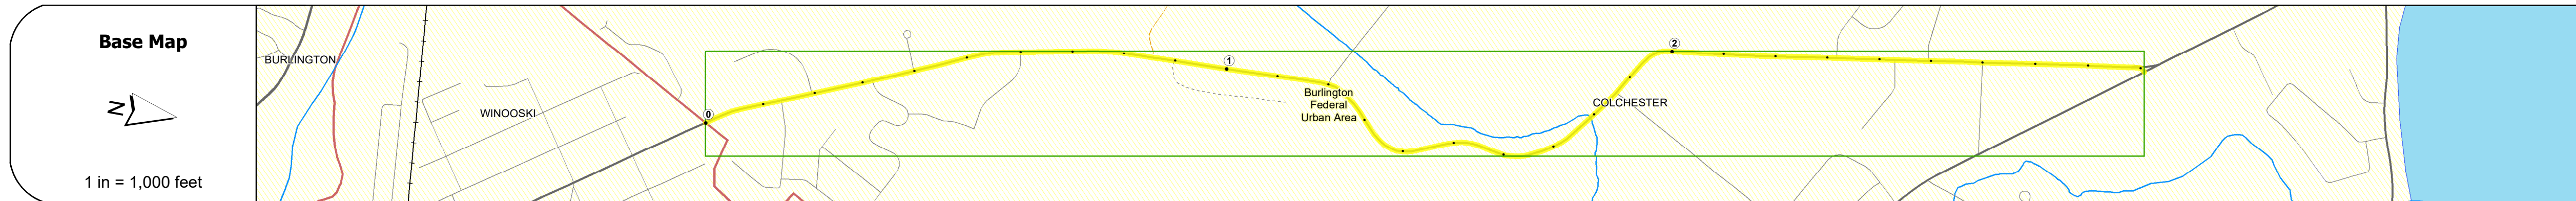 Base Map
N
1 in = 1,000 feet
BURLINGTON
WINOOSKI
0
1
Burlington
Federal
Urban Area
COLCHESTER
2